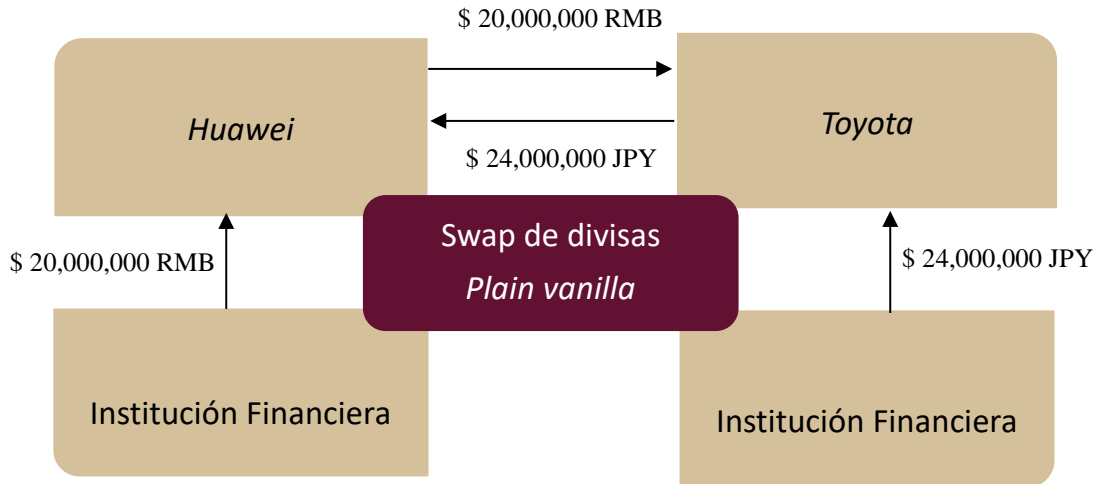 $ 20,000,000 RMB
Huawei
Toyota
$ 24,000,000 JPY
Swap de divisas
Plain vanilla
$ 20,000,000 RMB
$ 24,000,000 JPY
Institución Financiera
Institución Financiera